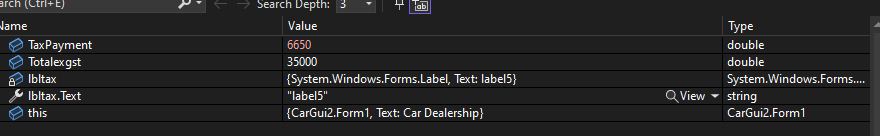 arch (Ctrl+E)
Search Depth: 3
Name Value Type
TaxPayment 6650 double
Totalexgst 35000 double
lbltax {System.Windows.Forms.Label, Text: label5} System.Windows.Forms....
lbltax.Text "label5" View string
this {CarGui2.Form1, Text: Car Dealership} CarGui2.Form1